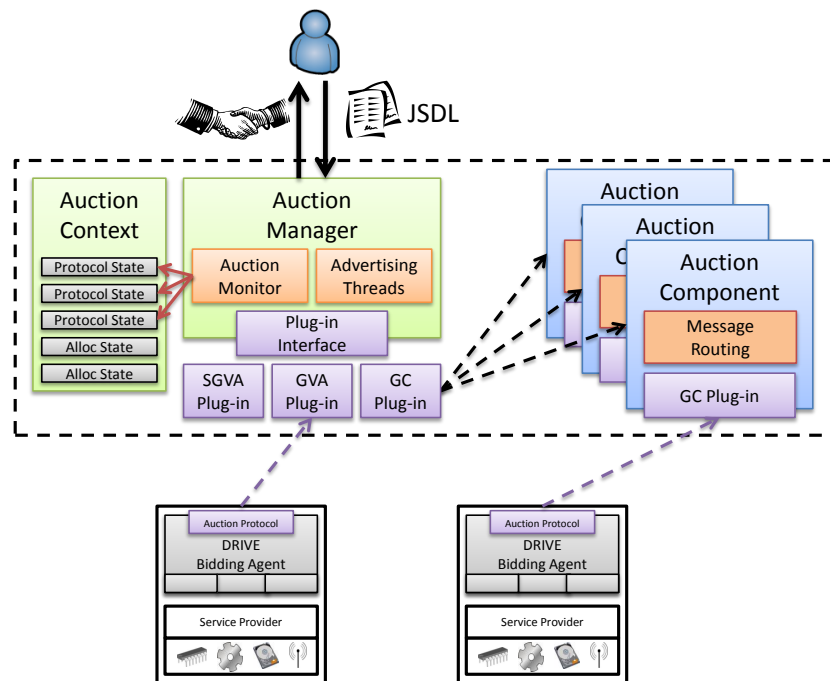 JSDL
Auction
Context
Protocol State
Protocol State
Protocol State
Alloc State
Alloc State
Auction
Manager
Auction
Monitor
Advertising
Threads
Plug-in
Interface
SGVA
Plug-in
GVA
Plug-in
GC
Plug-in
Auction
Auction
C
Auction
Component
Message
Routing
GC Plug-in
Auction Protocol
DRIVE
Bidding Agent
Service Provider
Auction Protocol
DRIVE
Bidding Agent
Service Provider